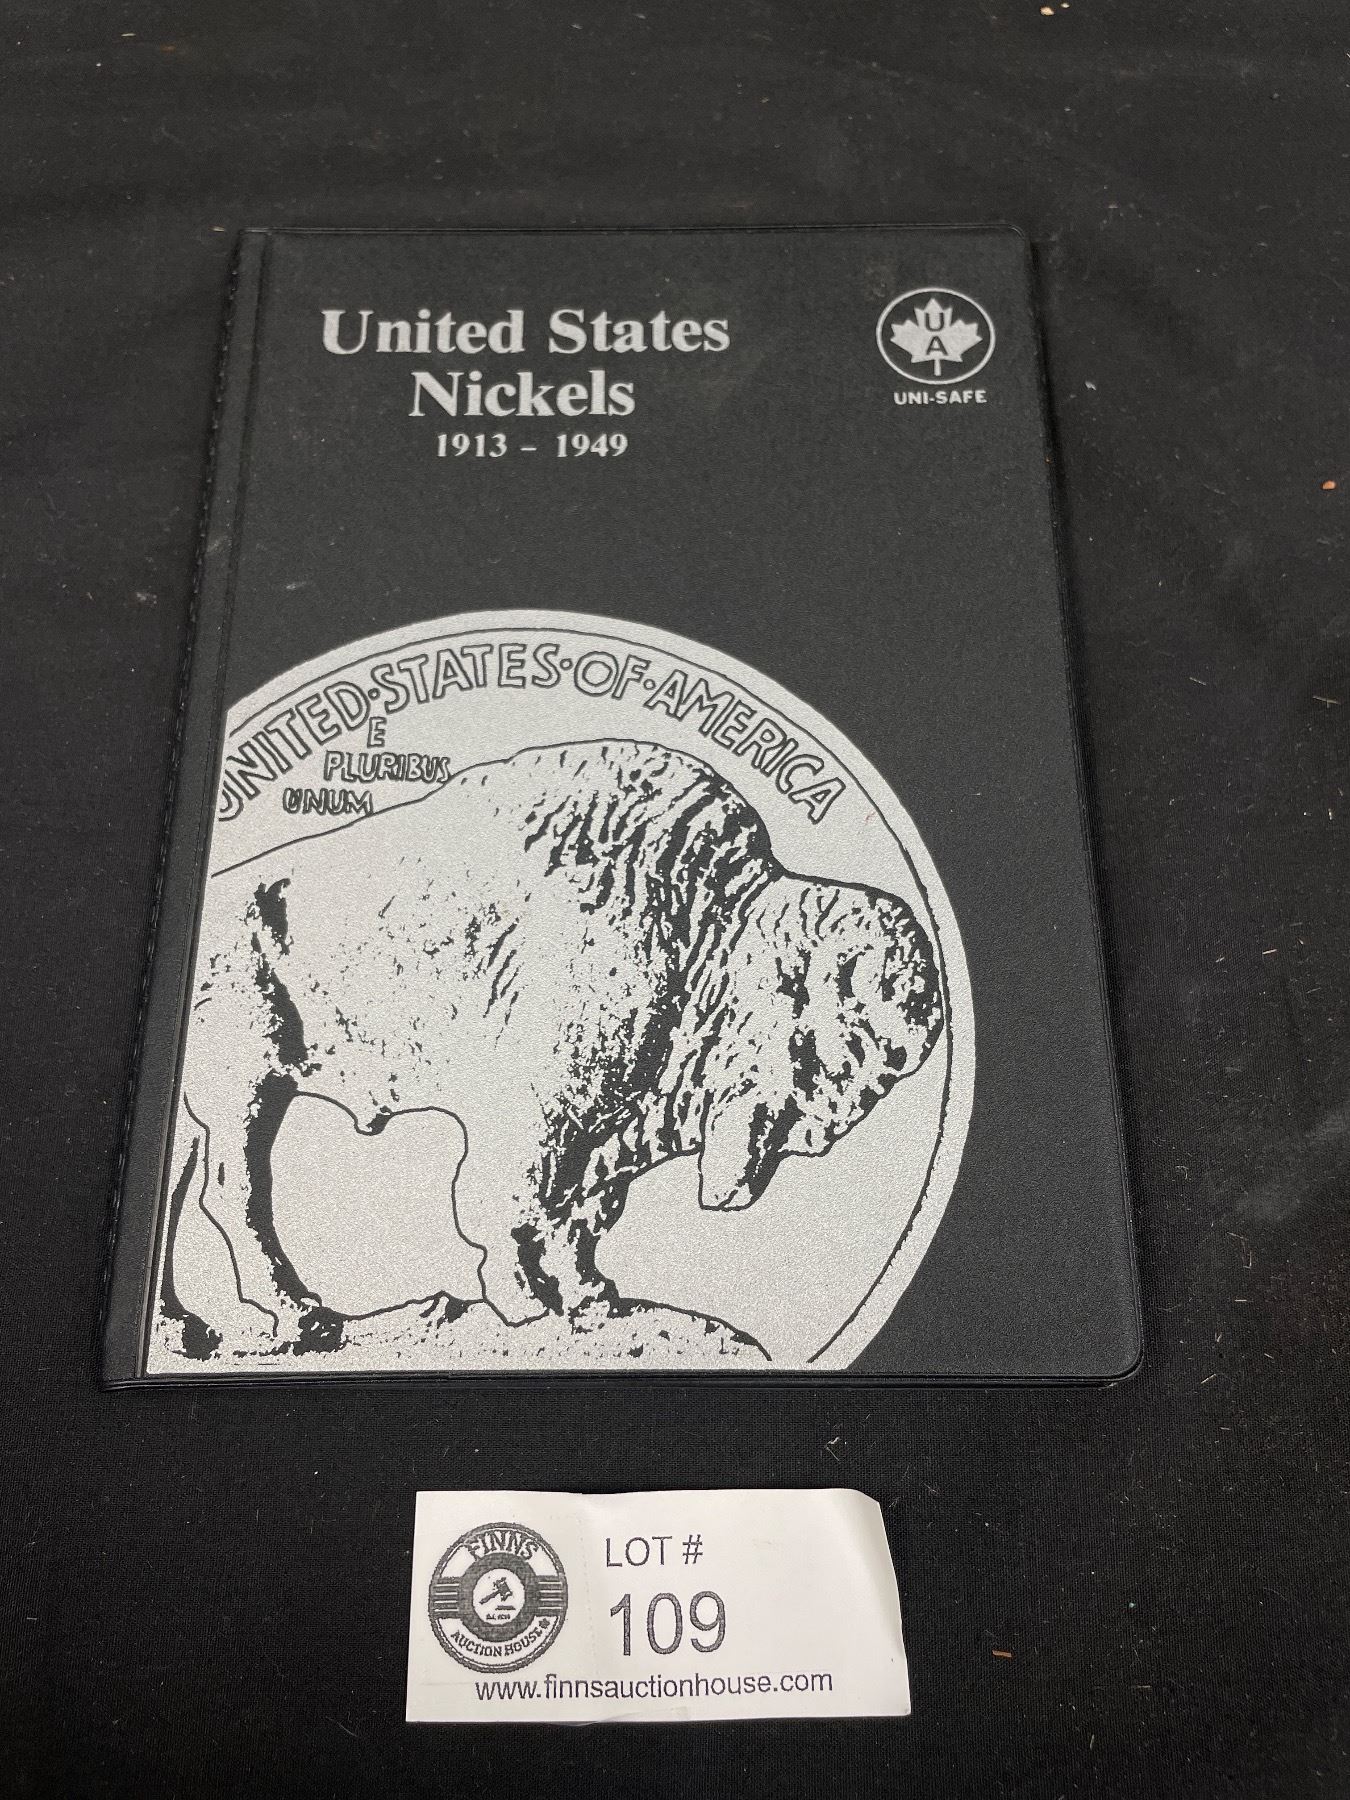 United States
Nickels
1913 - 1949
U
A
UNI-SAFE
UNITED·STATES·OF·AMERICA
E
PLURIBUS
UNUM
FINNS
AUCTION HOUSE
LOT #
109
www.finnsauctionhouse.com